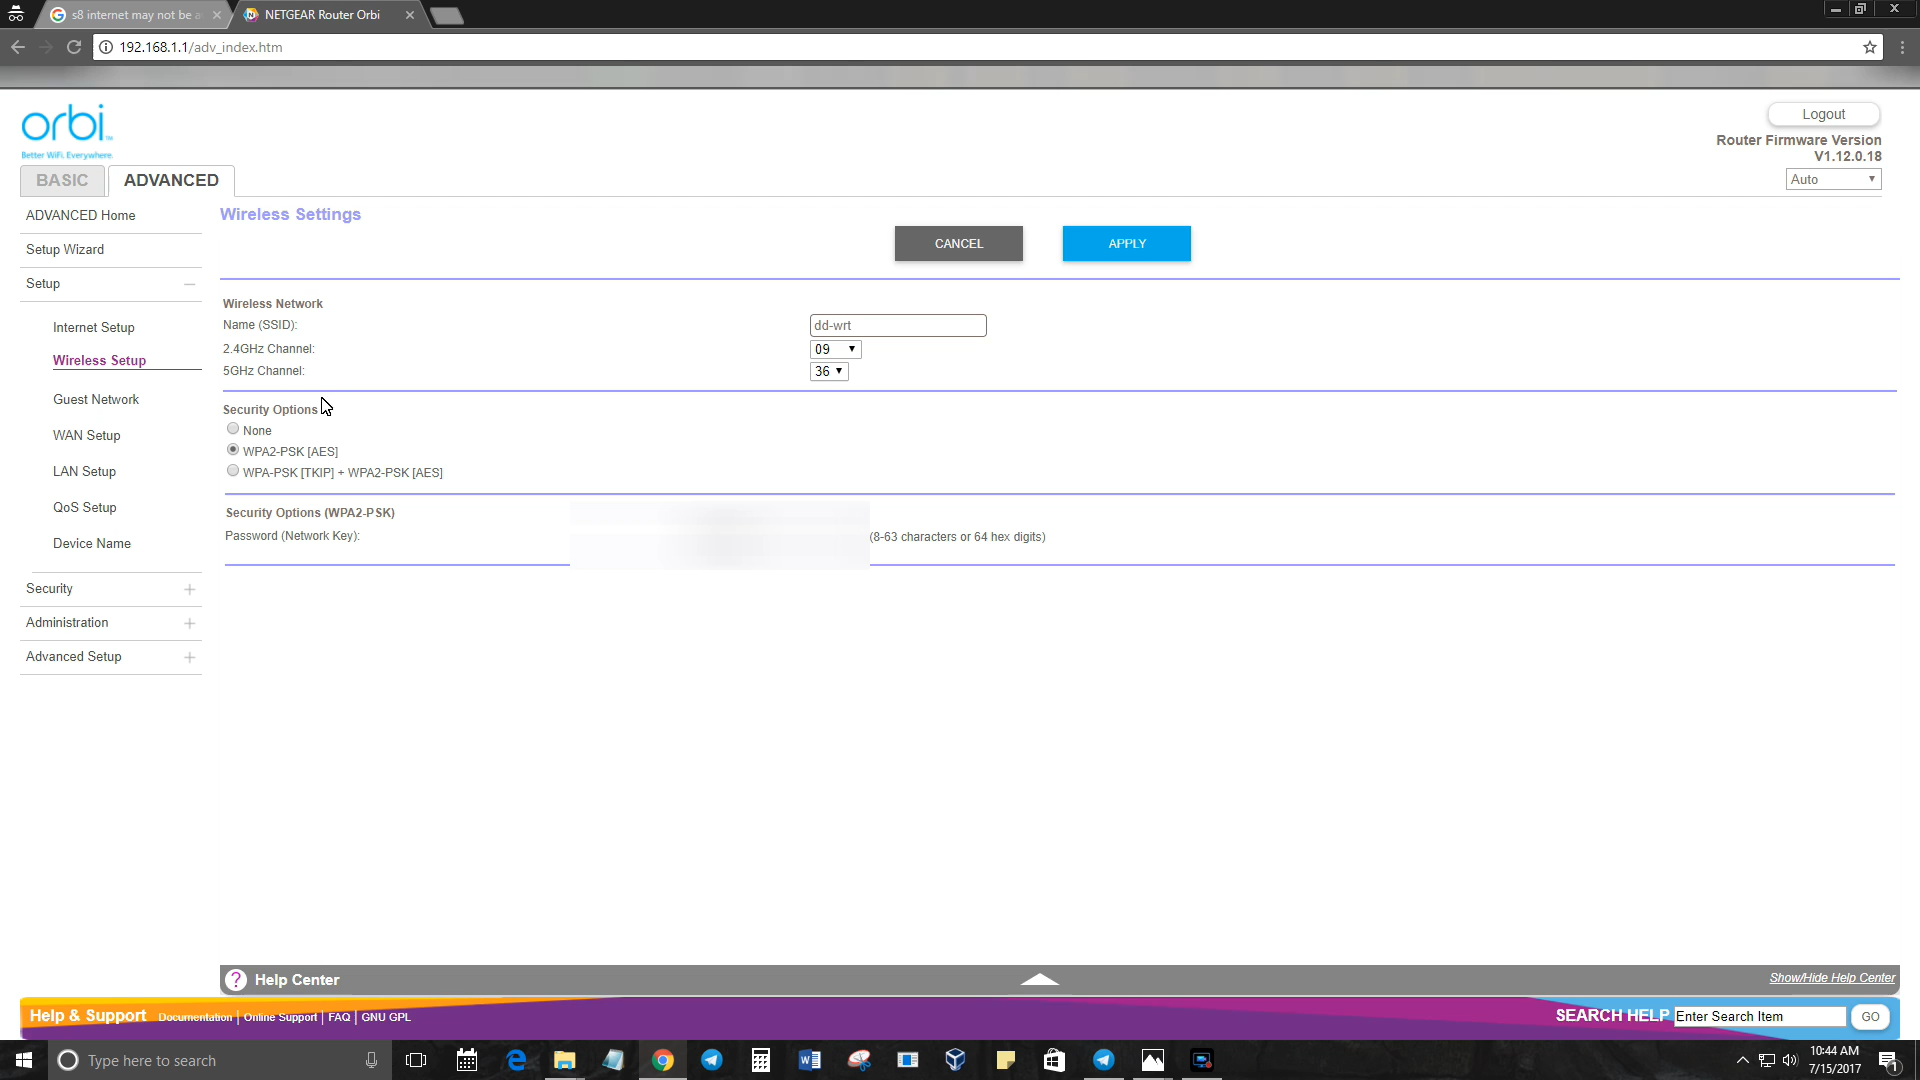 s8 internet may not be a
NETGEAR Router Orbi
192.168.1.1/adv_index.htm
orbi
Better WiFi. Everywhere.
Logout
Router Firmware Version
V1.12.0.18
Auto
BASIC
ADVANCED
ADVANCED Home
Setup Wizard
Setup
Internet Setup
Wireless Setup
Guest Network
WAN Setup
LAN Setup
QoS Setup
Device Name
Security
Administration
Advanced Setup
Wireless Settings
CANCEL
APPLY
Wireless Network
Name (SSID):
dd-wrt
2.4GHz Channel:
09
5GHz Channel:
36
Security Options
None
WPA2-PSK [AES]
WPA-PSK [TKIP] + WPA2-PSK [AES]
Security Options (WPA2-PSK)
Password (Network Key):
(8-63 characters or 64 hex digits)
? Help Center
Show/Hide Help Center
Help & Support Documentation | Online Support | FAQ | GNU GPL
SEARCH HELP Enter Search Item GO
Type here to search
10:44 AM
7/15/2017
1